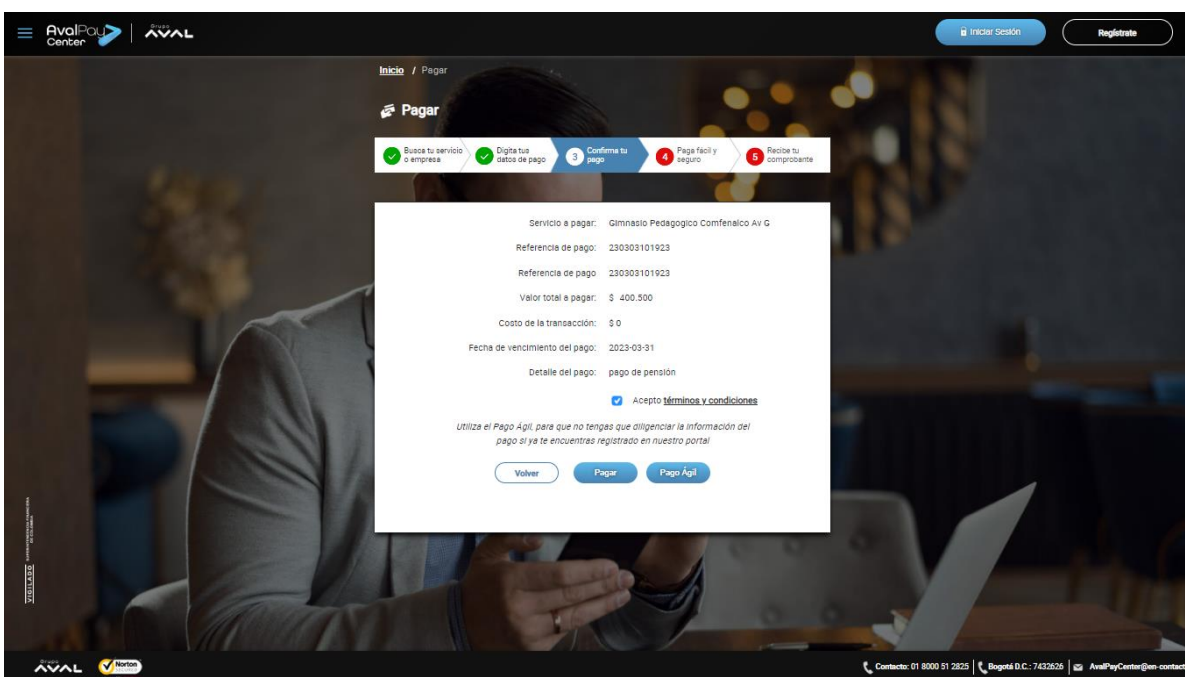 AvalPay
Center
Grupo
AVAL
Iniciar Sesión
Regístrate
Inicio / Pagar
Pagar
Busca tu servicio
o empresa
Digita tus
datos de pago
3 Confirma tu
pago
4 Paga fácil y
seguro
5 Recibe tu
comprobante
Servicio a pagar: Gimnasio Pedagogico Comfenalco Av G
Referencia de pago: 230303101923
Referencia de pago 230303101923
Valor total a pagar: $ 400.500
Costo de la transacción: $ 0
Fecha de vencimiento del pago: 2023-03-31
Detalle del pago: pago de pensión
Acepto términos y condiciones
Utiliza el Pago Ágil, para que no tengas que diligenciar la información del
pago si ya te encuentras registrado en nuestro portal
Volver
Pagar
Pago Ágil
VIGILADO
SUPERINTENDENCIA FINANCIERA
DE COLOMBIA
Grupo
AVAL
Norton
Contacto: 01 8000 51 2825
Bogotá D.C.: 7432626
AvalPayCenter@en-contact